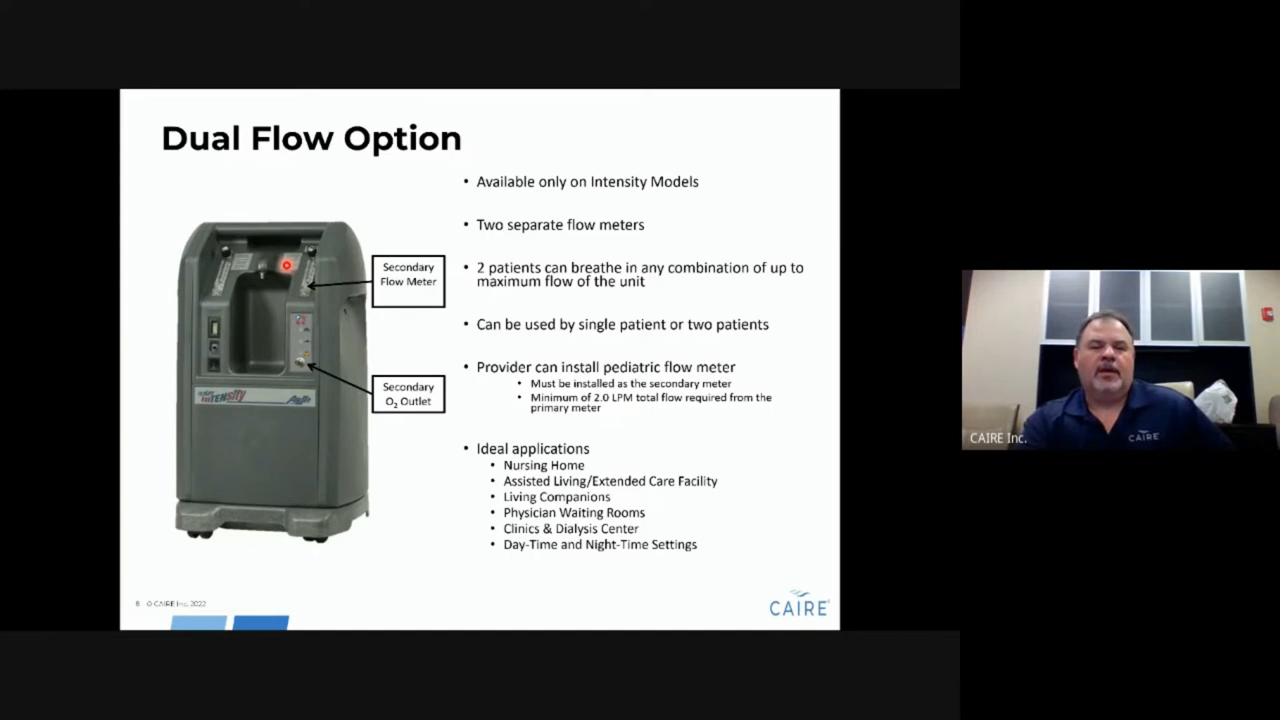 Dual Flow Option
• Available only on Intensity Models
• Two separate flow meters
• 2 patients can breathe in any combination of up to
maximum flow of the unit
• Can be used by single patient or two patients
• Provider can install pediatric flow meter
• Must be installed as the secondary meter
• Minimum of 2.0 LPM total flow required from the
primary meter
• Ideal applications
• Nursing Home
• Assisted Living/Extended Care Facility
• Living Companions
• Physician Waiting Rooms
• Clinics & Dialysis Center
• Day-Time and Night-Time Settings
Secondary
Flow Meter
Secondary
O₂ Outlet
INTENSITY
AirSep
8 © CAIRE Inc. 2022
CAIRE
CAIRE Inc.
CAIRE